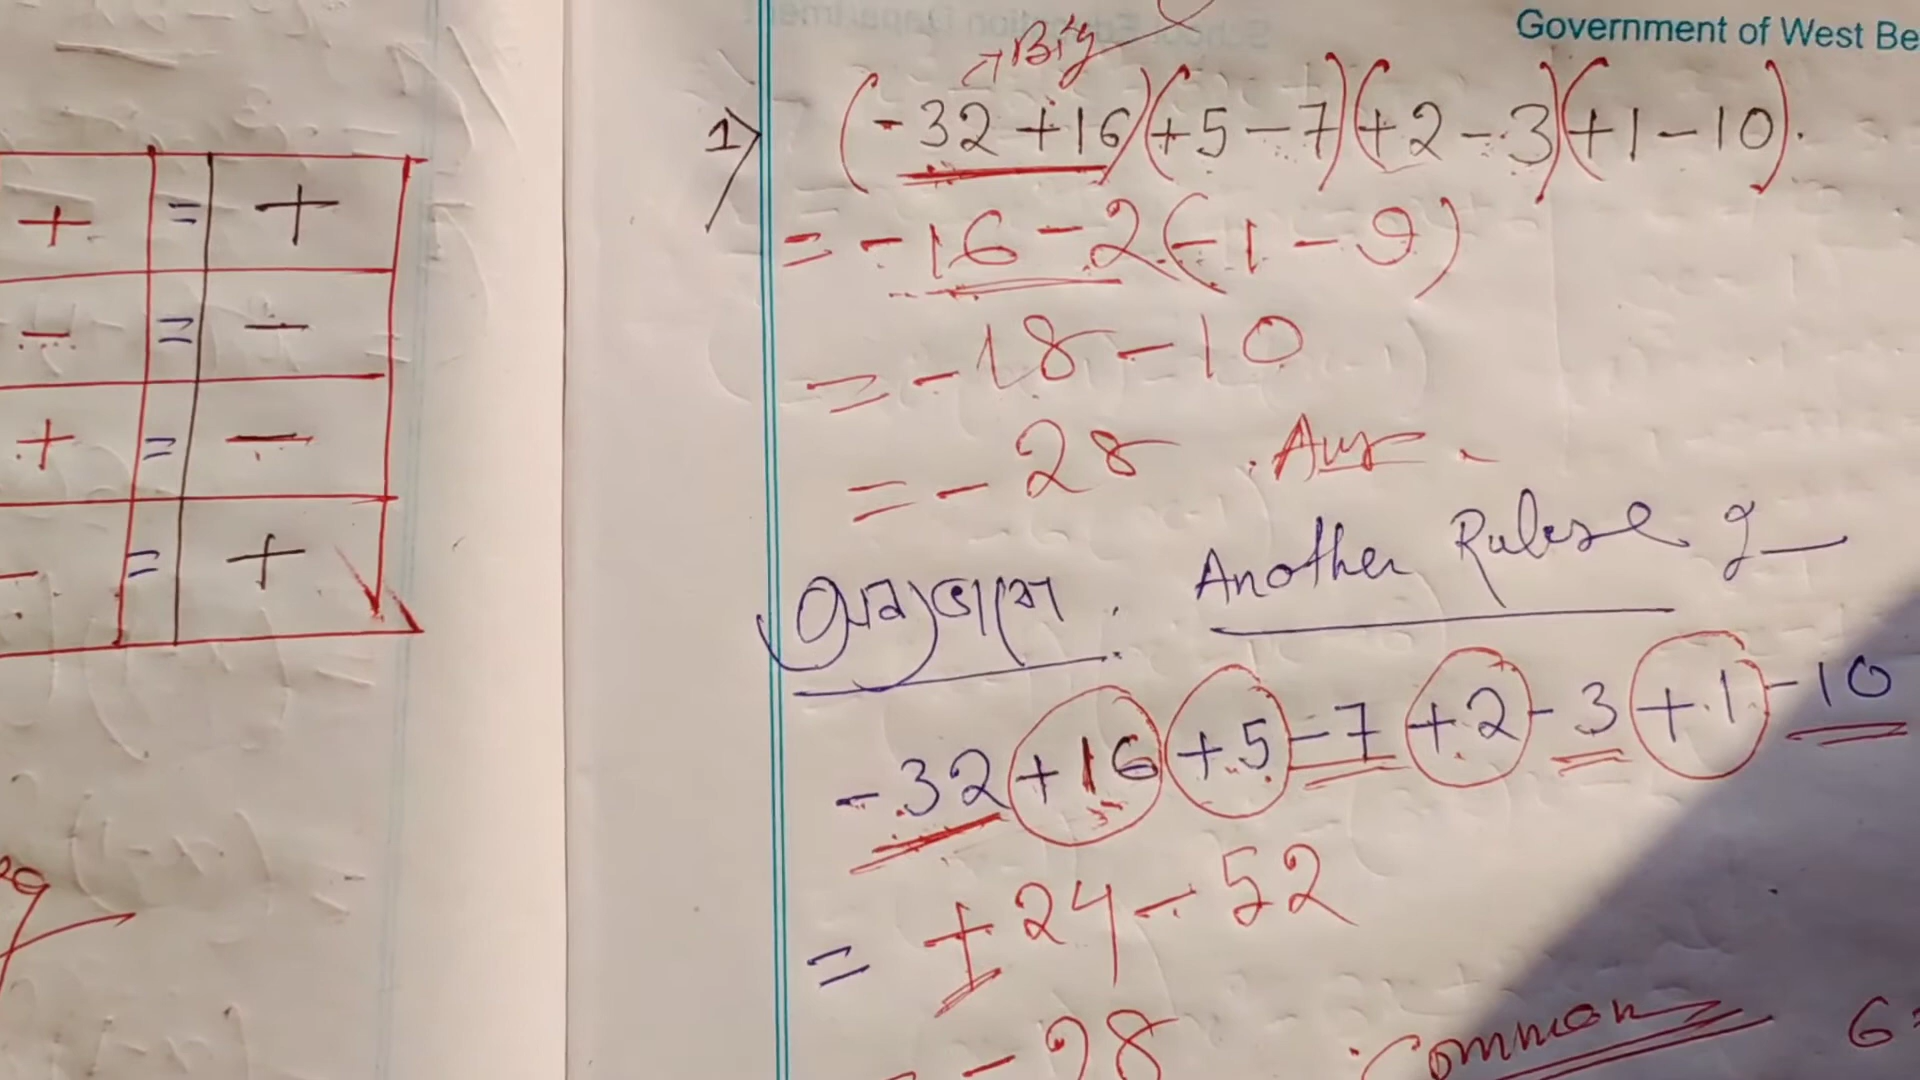 Government of West Be
Big
1) (-32 +16)(+5-7)(+2-3)(+1-10).
= -16-2(-1-9)
= -18-10
= -28 Ans.
অন্যভাবে. Another Rulese
-32+16+5-7+2-3+1-10
= +24-52
= -28
Common
+ = +
- = -
+ = -
- = +